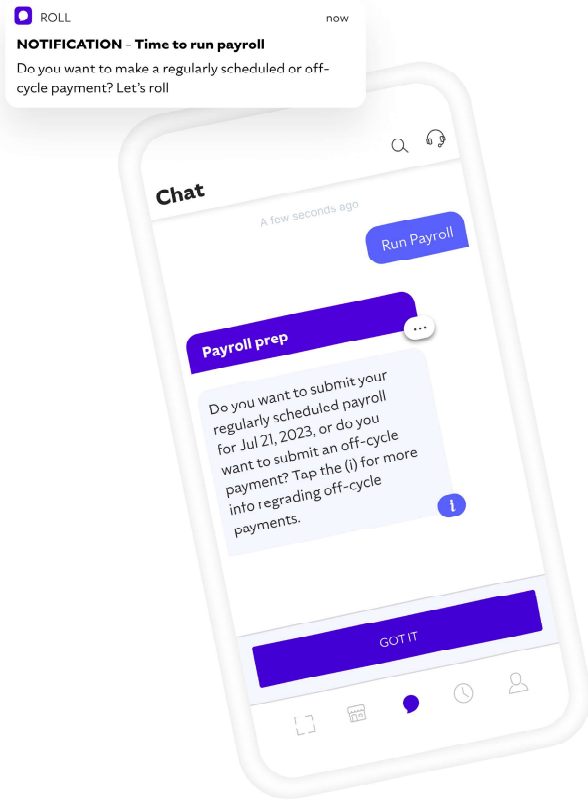 ROLL
now
NOTIFICATION - Time to run payroll
Do you want to make a regularly scheduled or off-
cycle payment? Let's roll
Chat
A few seconds ago
Run Payroll
Payroll prep
Do you want to submit your
regularly scheduled payroll
for Jul 21, 2023, or do you
want to submit an off-cycle
payment? Tap the (i) for more
info regrading off-cycle
payments.
i
GOT IT